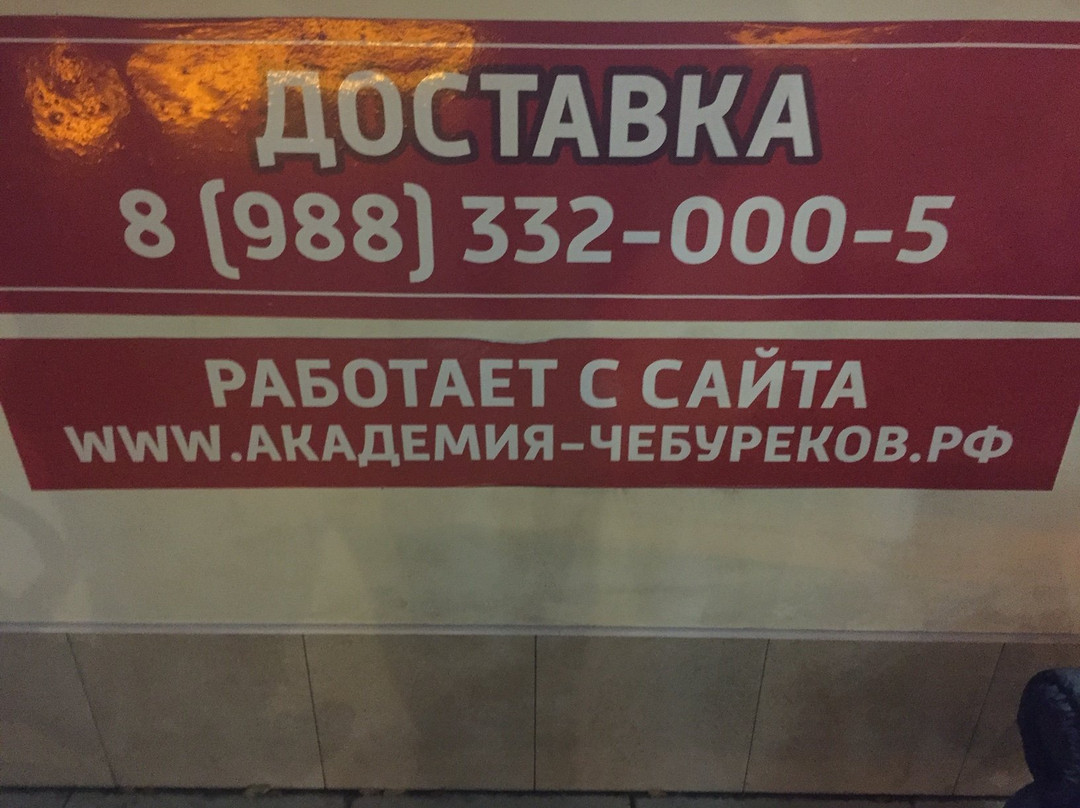 ДОСТАВКА
8 (988) 332-000-5
РАБОТАЕТ С САЙТА
WWW.АКАДЕМИЯ-ЧЕБУРЕКОВ.РФ